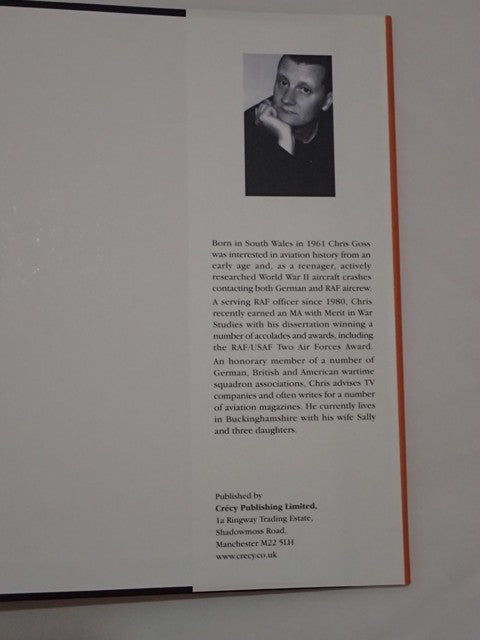 Born in South Wales in 1961 Chris Goss
was interested in aviation history from an
early age and, as a teenager, actively
researched World War II aircraft crashes
contacting both German and RAF aircrew.
A serving RAF officer since 1980, Chris
recently earned an MA with Merit in War
Studies with his dissertation winning a
number of accolades and awards, including
the RAF/USAF Two Air Forces Award.
An honorary member of a number of
German, British and American wartime
squadron associations, Chris advises TV
companies and often writes for a number
of aviation magazines. He currently lives
in Buckinghamshire with his wife Sally
and three daughters.
Published by
Crécy Publishing Limited,
1a Ringway Trading Estate,
Shadowmoss Road,
Manchester M22 5LH
www.crecy.co.uk